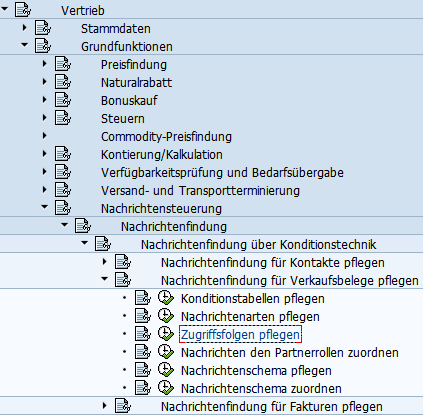 Vertrieb
Stammdaten
Grundfunktionen
Preisfindung
Naturalrabatt
Bonuskauf
Steuern
Commodity-Preisfindung
Kontierung/Kalkulation
Verfügbarkeitsprüfung und Bedarfsübergabe
Versand- und Transportterminierung
Nachrichtensteuerung
Nachrichtenfindung
Nachrichtenfindung über Konditionstechnik
Nachrichtenfindung für Kontakte pflegen
Nachrichtenfindung für Verkaufsbelege pflegen
Konditionstabellen pflegen
Nachrichtenarten pflegen
Zugriffsfolgen pflegen
Nachrichten den Partnerrollen zuordnen
Nachrichtenschema pflegen
Nachrichtenschema zuordnen
Nachrichtenfindung für Fakturen pflegen